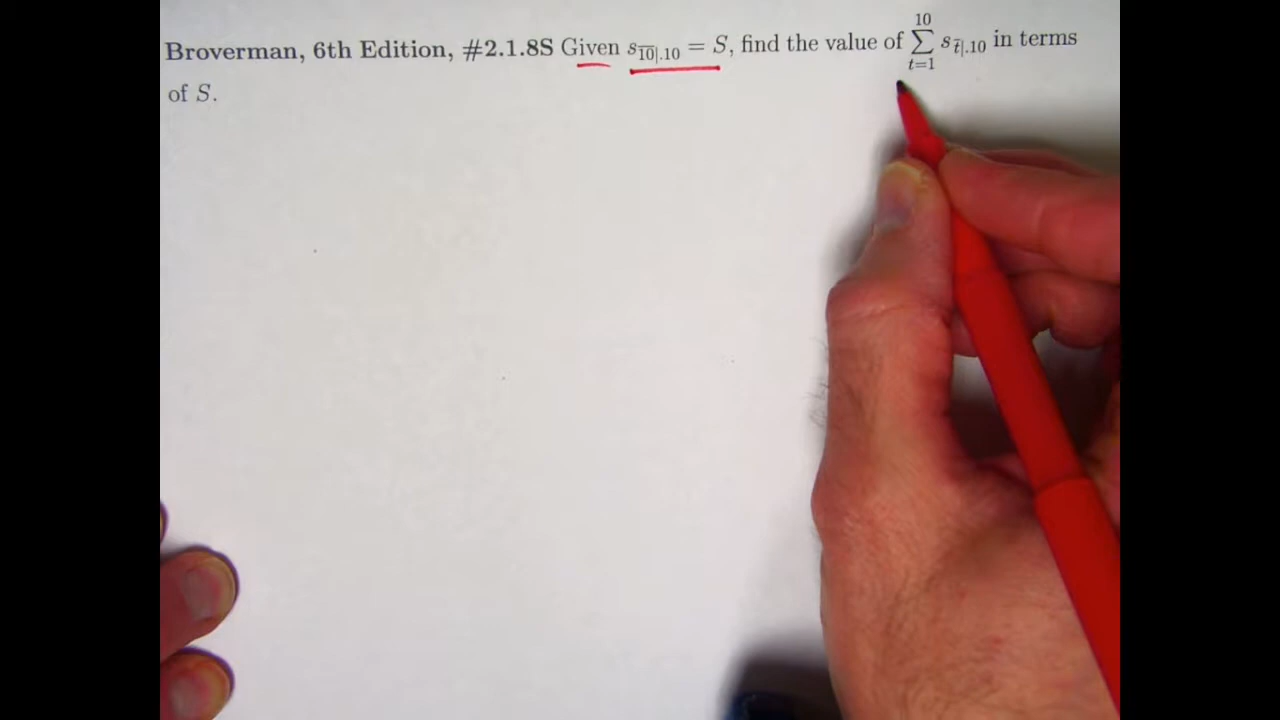 Broverman, 6th Edition, #2.1.8S Given $s_{\overline{10}|.10} = S$, find the value of $\sum_{t=1}^{10} s_{\overline{t}|.10}$ in terms
of $S$.